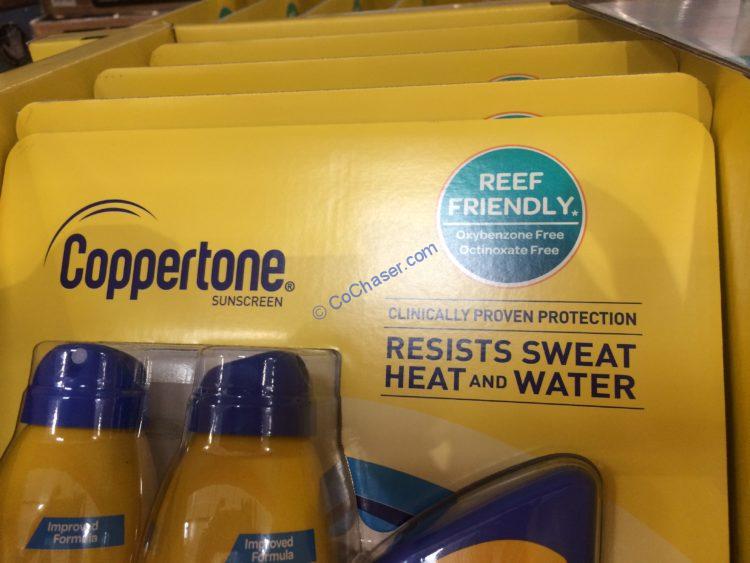 REEF
FRIENDLY*
Oxybenzone Free
Octinoxate Free
Coppertone®
SUNSCREEN
© CoChaser.com
CLINICALLY PROVEN PROTECTION
RESISTS SWEAT
HEAT AND WATER
Improved
Formula
Improved
Formula